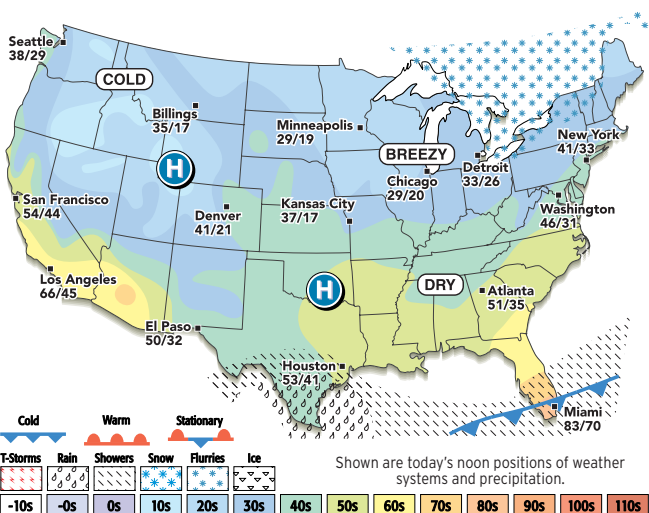 Seattle
38/29
COLD
Billings
35/17
Minneapolis
29/19
BREEZY
New York
41/33
H
Chicago
29/20
Detroit
33/26
San Francisco
54/44
Denver
41/21
Kansas City
37/17
Washington
46/31
Los Angeles
66/45
H
DRY
Atlanta
51/35
El Paso
50/32
Houston
53/41
Miami
83/70
Cold
Warm
Stationary
T-Storms Rain Showers Snow Flurries Ice
Shown are today's noon positions of weather
systems and precipitation.
-10s -0s 0s 10s 20s 30s 40s 50s 60s 70s 80s 90s 100s 110s